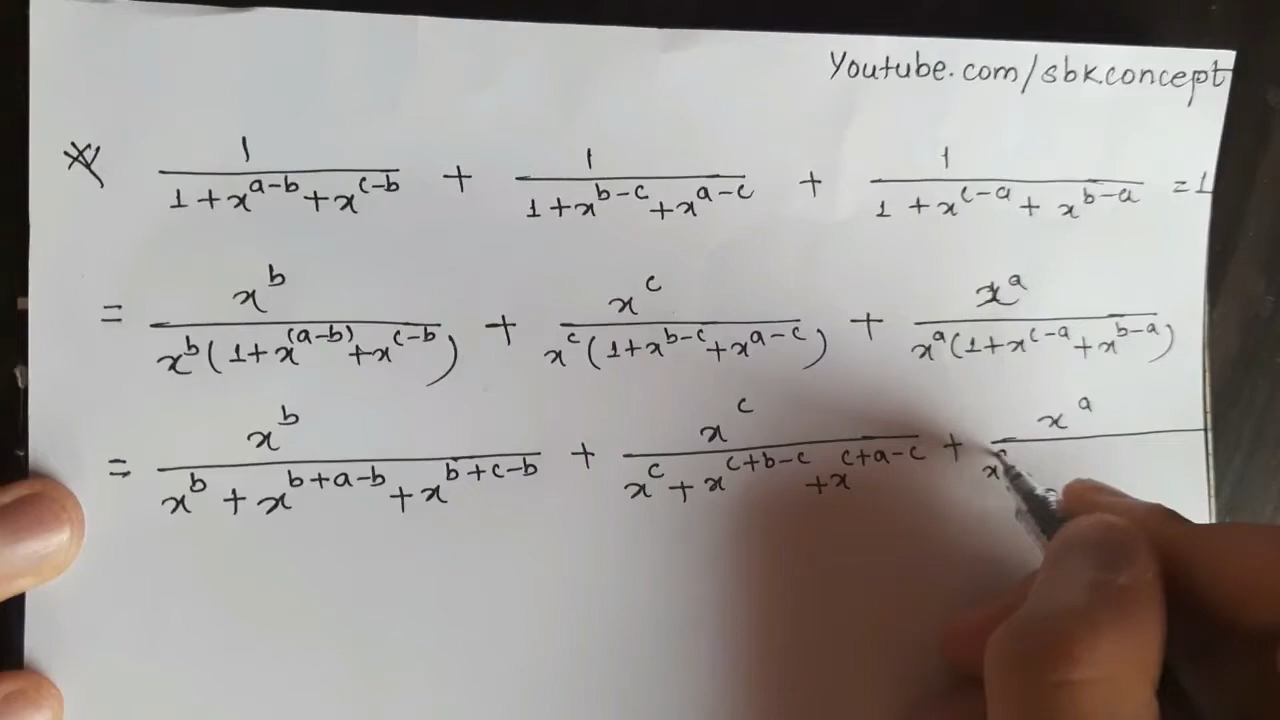 Youtube.com/sbkconcept
* 1/(1+x^(a-b)+x^(c-b)) + 1/(1+x^(b-c)+x^(a-c)) + 1/(1+x^(c-a)+x^(b-a)) =1
= x^b/(x^b(1+x^(a-b)+x^(c-b))) + x^c/(x^c(1+x^(b-c)+x^(a-c))) + x^a/(x^a(1+x^(c-a)+x^(b-a)))
= x^b/(x^b+x^(b+a-b)+x^(b+c-b)) + x^c/(x^c+x^(c+b-c)+x^(c+a-c)) + x^a/x